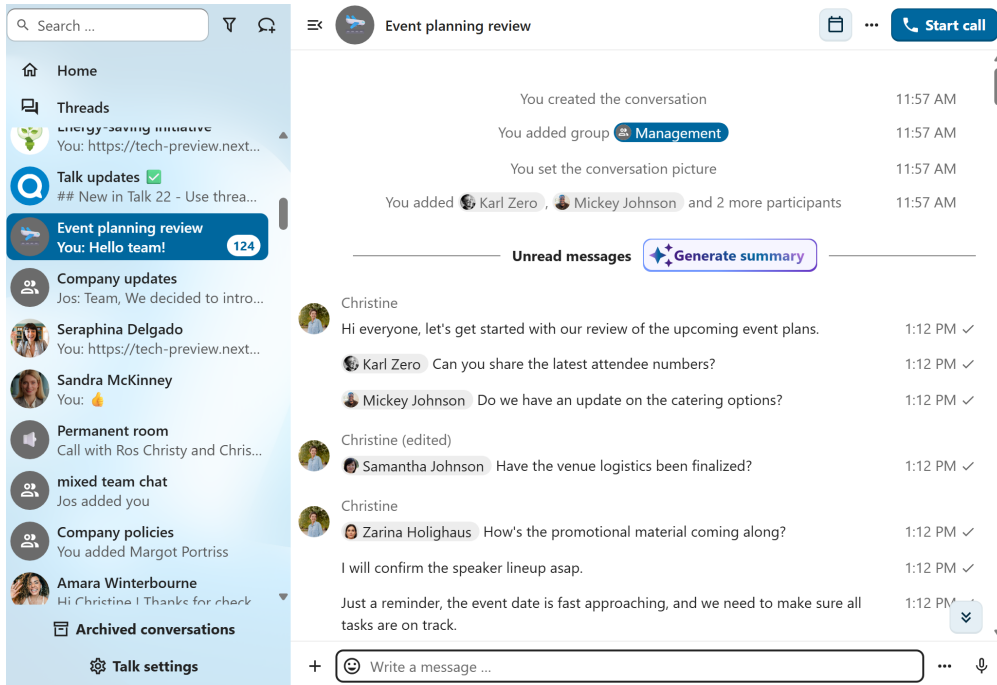 Search ...
Home
Threads
Energy-saving initiative
You: https://tech-preview.next...
Talk updates ✅
## New in Talk 22 - Use threa...
Event planning review
You: Hello team!
124
Company updates
Jos: Team, We decided to intro...
Seraphina Delgado
You: https://tech-preview.next...
Sandra McKinney
You: 👍
Permanent room
Call with Ros Christy and Chris...
mixed team chat
Jos added you
Company policies
You added Margot Portriss
Amara Winterbourne
Hi Christine ! Thanks for check
Archived conversations
Talk settings
Event planning review
Start call
You created the conversation 11:57 AM
You added group Management 11:57 AM
You set the conversation picture 11:57 AM
You added Karl Zero , Mickey Johnson and 2 more participants 11:57 AM
Unread messages Generate summary
Christine
Hi everyone, let's get started with our review of the upcoming event plans. 1:12 PM
Karl Zero Can you share the latest attendee numbers? 1:12 PM
Mickey Johnson Do we have an update on the catering options? 1:12 PM
Christine (edited)
Samantha Johnson Have the venue logistics been finalized? 1:12 PM
Christine
Zarina Holighaus How's the promotional material coming along? 1:12 PM
I will confirm the speaker lineup asap. 1:12 PM
Just a reminder, the event date is fast approaching, and we need to make sure all 1:12 PM
tasks are on track.
Write a message ...